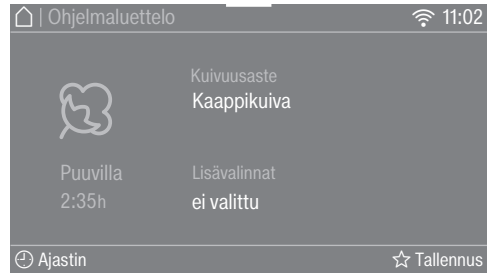 | Ohjelmaluettelo 11:02
Kuivuusaste
Kaappikuiva
Puuvilla
2:35h
Lisävalinnat
ei valittu
Ajastin
Tallennus